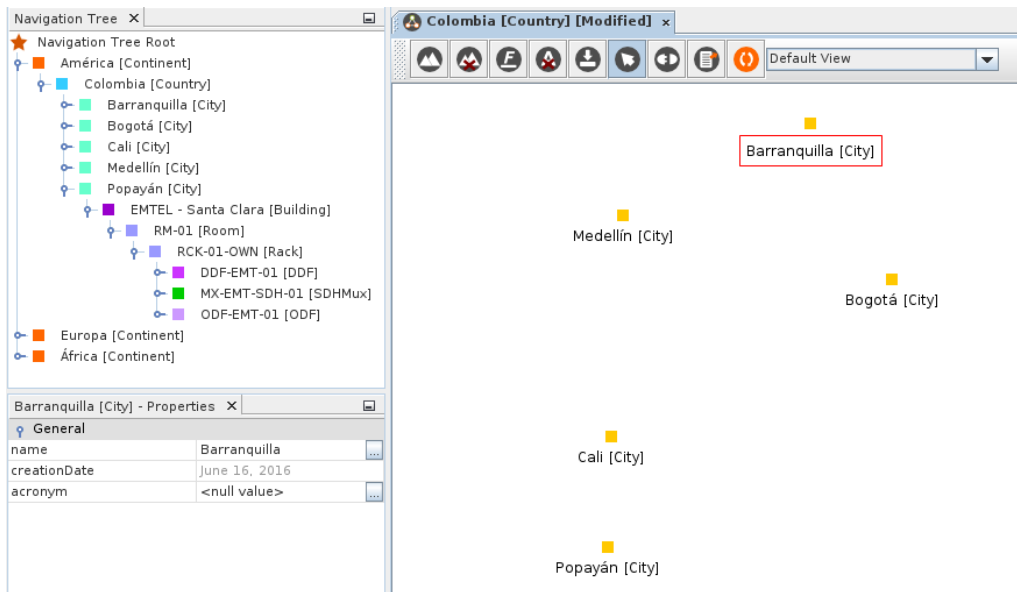 Navigation Tree
Navigation Tree Root
América [Continent]
Colombia [Country]
Barranquilla [City]
Bogotá [City]
Cali [City]
Medellín [City]
Popayán [City]
EMTEL - Santa Clara [Building]
RM-01 [Room]
RCK-01-OWN [Rack]
DDF-EMT-01 [DDF]
MX-EMT-SDH-01 [SDHMux]
ODF-EMT-01 [ODF]
Europa [Continent]
África [Continent]
Barranquilla [City] - Properties
General
name Barranquilla ...
creationDate June 16, 2016
acronym <null value> ...
Colombia [Country] [Modified]
F Default View
Barranquilla [City]
Medellín [City]
Bogotá [City]
Cali [City]
Popayán [City]